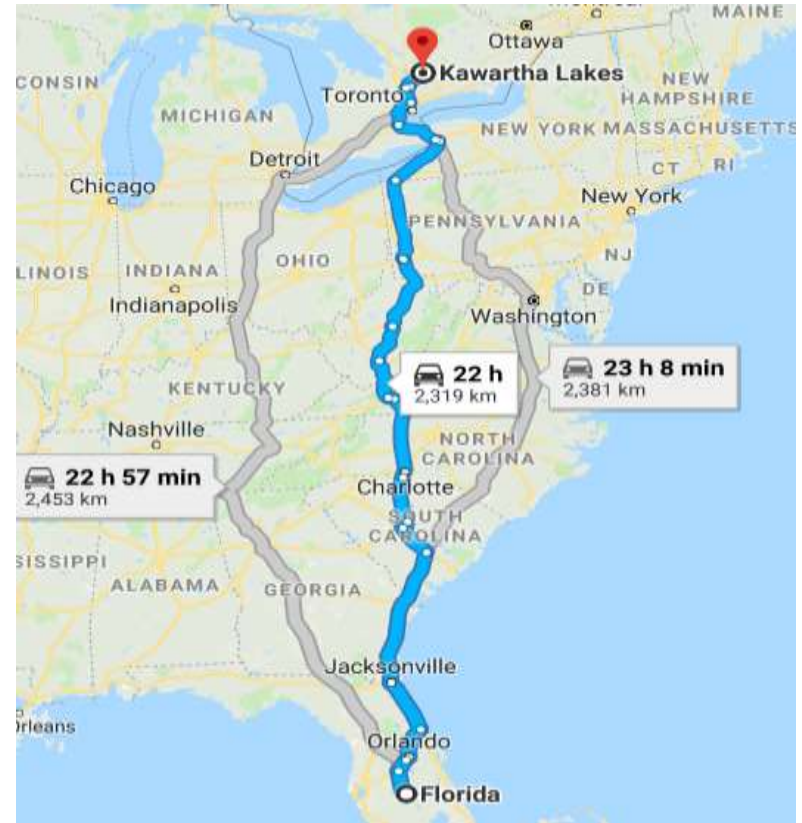 MAINE
Ottawa
Kawartha Lakes
CONSIN
Toronto
NEW
HAMPSHIRE
MICHIGAN
NEW YORK
MASSACHUSETTS
Detroit
CT
RI
Chicago
New York
PENNSYLVANIA
OHIO
NJ
LINOIS
INDIANA
DE
Indianapolis
Washington
22 h
2,319 km
23 h 8 min
2,381 km
KENTUCKY
Nashville
NORTH
CAROLINA
22 h 57 min
2,453 km
Charlotte
SOUTH
CAROLINA
SISSIPPI
ALABAMA
GEORGIA
Jacksonville
Orleans
Orlando
Florida